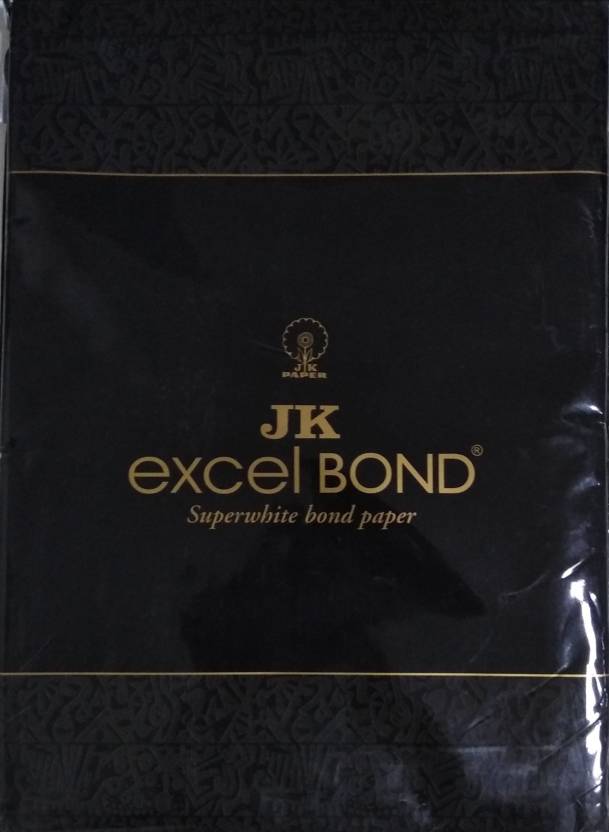 JK
PAPER
JK
excel BOND®
Superwhite bond paper